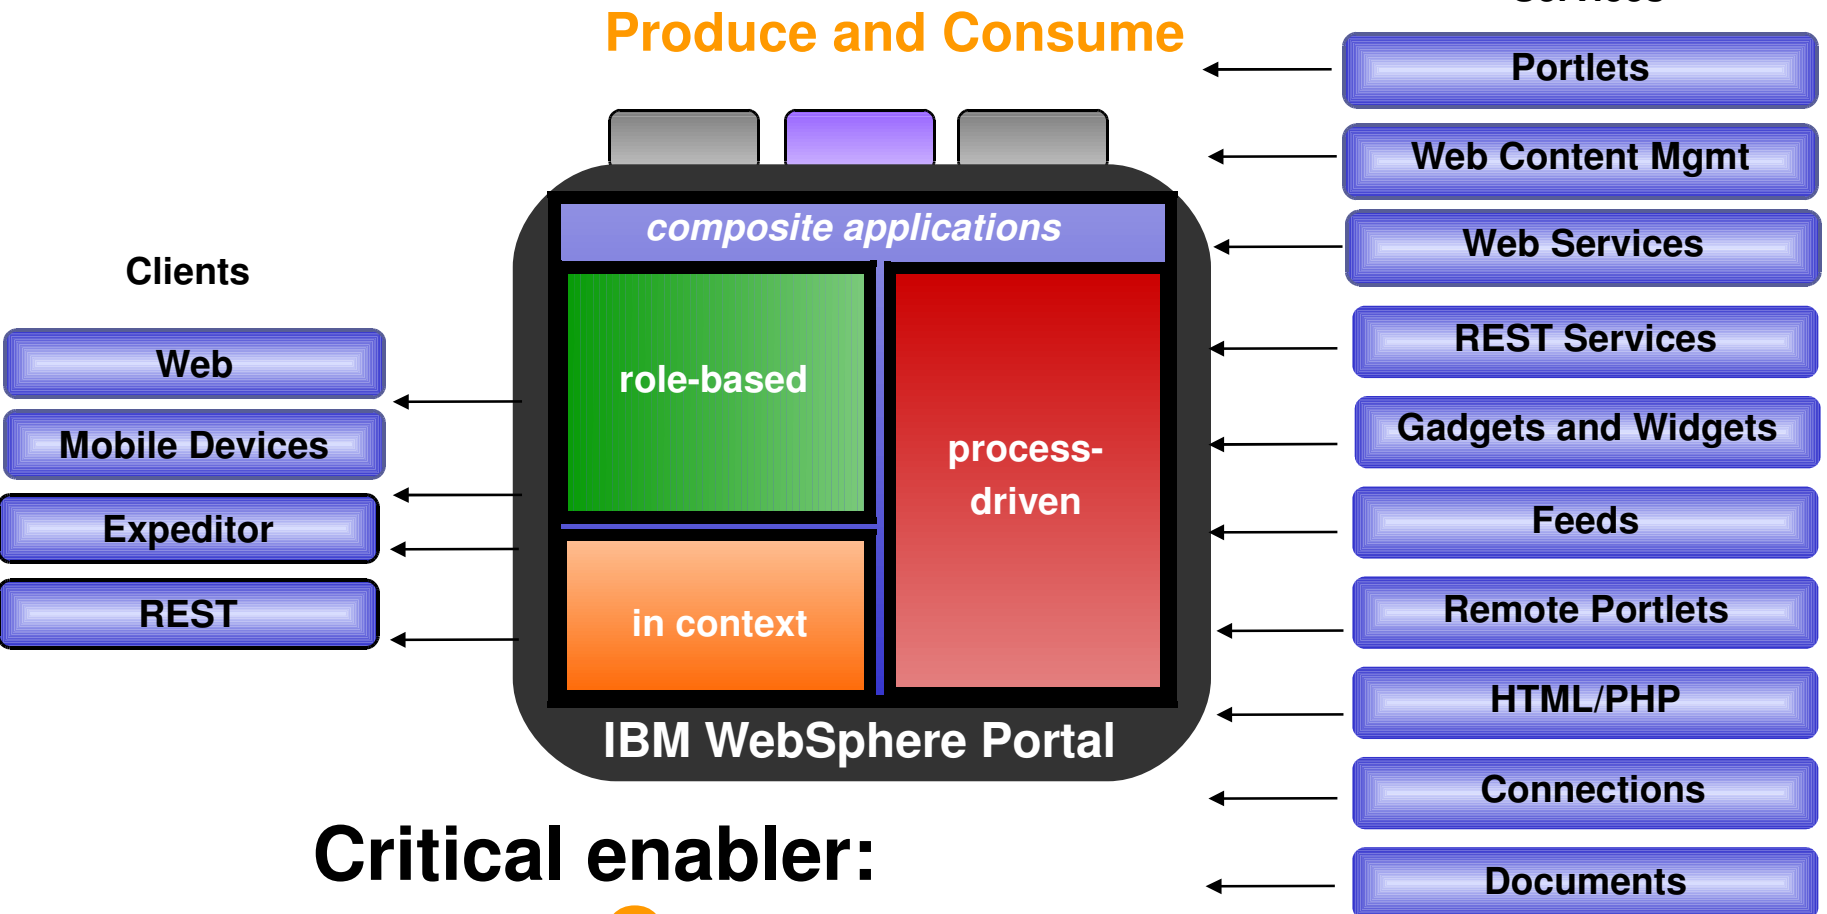 Produce and Consume
Portlets
Web Content Mgmt
Web Services
REST Services
Gadgets and Widgets
Feeds
Remote Portlets
HTML/PHP
Connections
Documents
composite applications
role-based
process-
driven
in context
IBM WebSphere Portal
Clients
Web
Mobile Devices
Expeditor
REST
Critical enabler: